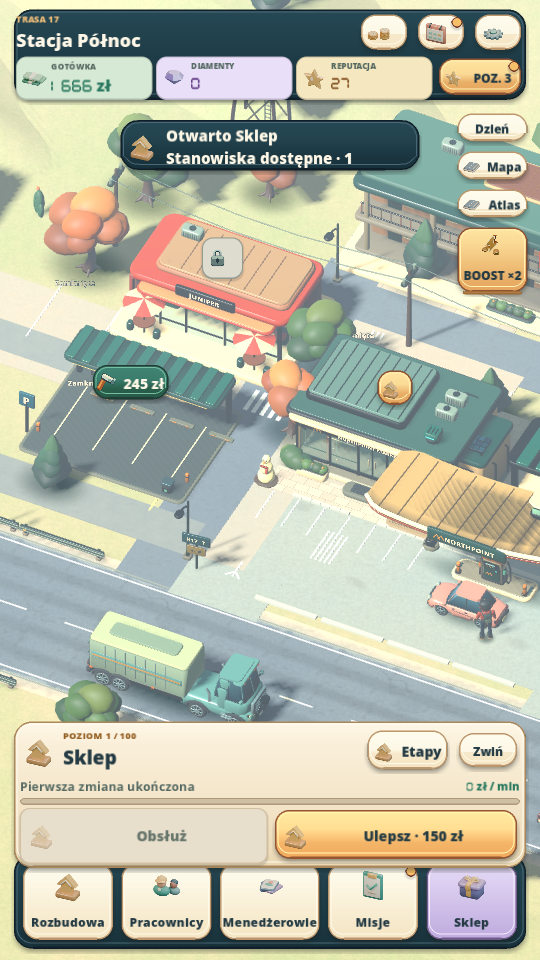 TRASA 17
Stacja Północ
GOTÓWKA
1 666 zł
DIAMENTY
0
REPUTACJA
27
POZ. 3
Otwarto Sklep
Stanowiska dostępne · 1
Dzień
Mapa
Atlas
BOOST ×2
JUNIPER
245 zł
P
NORTHPOINT
POZIOM 1 / 100
Sklep
Etapy
Zwiń
Pierwsza zmiana ukończona
0 zł / min
Obsłuż
Ulepsz · 150 zł
Rozbudowa
Pracownicy
Menedżerowie
Misje
Sklep